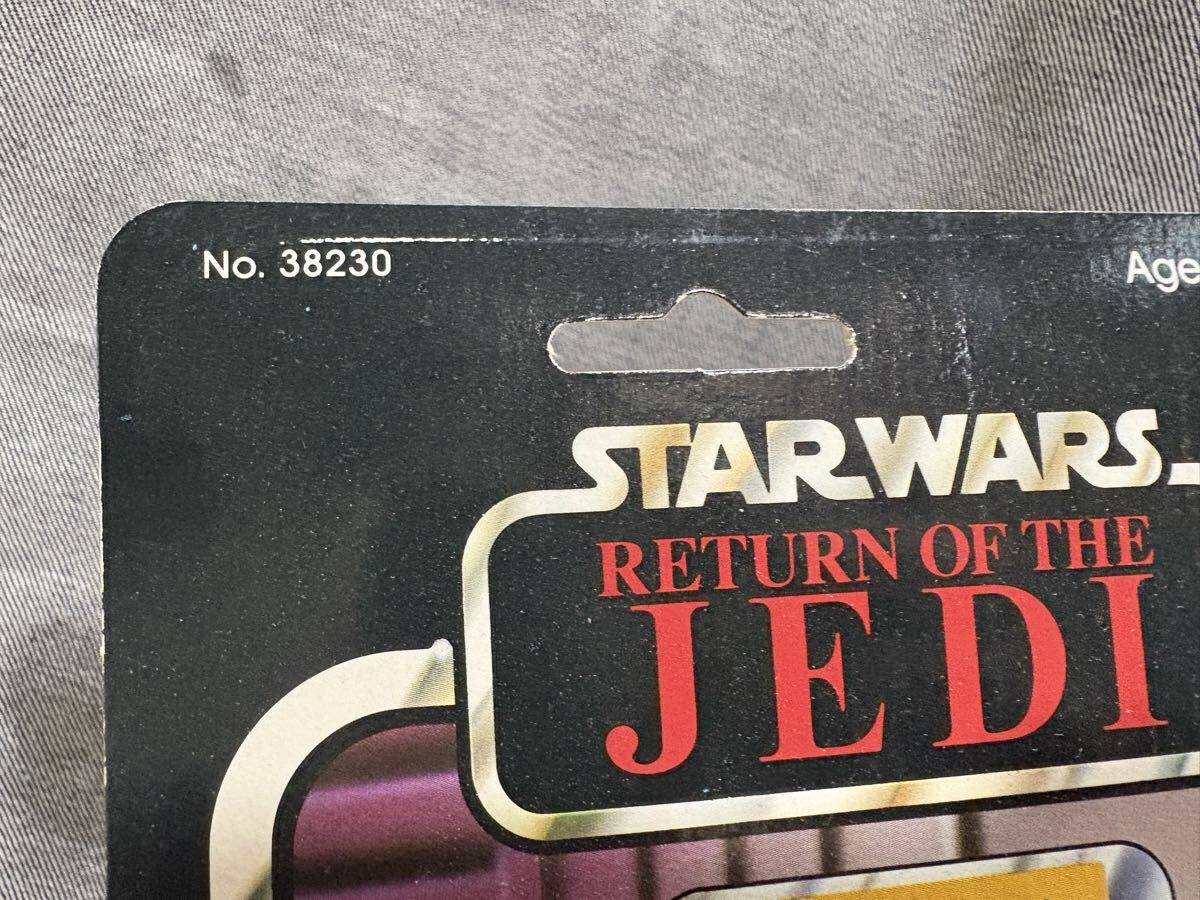 No. 38230
Age
STAR WARS
RETURN OF THE
JEDI